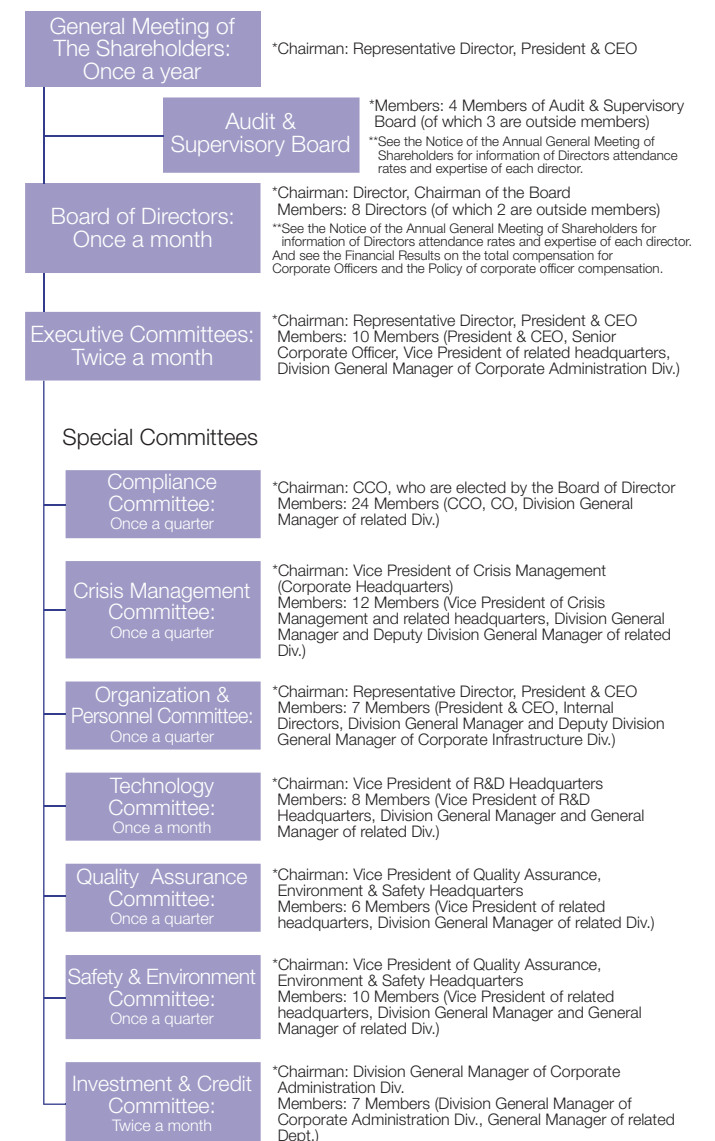 General Meeting of
The Shareholders:
Once a year
*Chairman: Representative Director, President & CEO
Audit &
Supervisory Board
*Members: 4 Members of Audit & Supervisory
Board (of which 3 are outside members)
**See the Notice of the Annual General Meeting of
Shareholders for information of Directors attendance
rates and expertise of each director.
Board of Directors:
Once a month
*Chairman: Director, Chairman of the Board
Members: 8 Directors (of which 2 are outside members)
**See the Notice of the Annual General Meeting of Shareholders for
information of Directors attendance rates and expertise of each director.
And see the Financial Results on the total compensation for
Corporate Officers and the Policy of corporate officer compensation.
Executive Committees:
Twice a month
*Chairman: Representative Director, President & CEO
Members: 10 Members (President & CEO, Senior
Corporate Officer, Vice President of related headquarters,
Division General Manager of Corporate Administration Div.)
Special Committees
Compliance
Committee:
Once a quarter
*Chairman: CCO, who are elected by the Board of Director
Members: 24 Members (CCO, CO, Division General
Manager of related Div.)
Crisis Management
Committee:
Once a quarter
*Chairman: Vice President of Crisis Management
(Corporate Headquarters)
Members: 12 Members (Vice President of Crisis
Management and related headquarters, Division General
Manager and Deputy Division General Manager of related
Div.)
Organization &
Personnel Committee:
Once a quarter
*Chairman: Representative Director, President & CEO
Members: 7 Members (President & CEO, Internal
Directors, Division General Manager and Deputy Division
General Manager of Corporate Infrastructure Div.)
Technology
Committee:
Once a month
*Chairman: Vice President of R&D Headquarters
Members: 8 Members (Vice President of R&D
Headquarters, Division General Manager and General
Manager of related Div.)
Quality Assurance
Committee:
Once a quarter
*Chairman: Vice President of Quality Assurance,
Environment & Safety Headquarters
Members: 6 Members (Vice President of related
headquarters, Division General Manager of related Div.)
Safety & Environment
Committee:
Once a quarter
*Chairman: Vice President of Quality Assurance,
Environment & Safety Headquarters
Members: 10 Members (Vice President of related
headquarters, Division General Manager and General
Manager of related Div.)
Investment & Credit
Committee:
Twice a month
*Chairman: Division General Manager of Corporate
Administration Div.
Members: 7 Members (Division General Manager of
Corporate Administration Div., General Manager of related
Dept.)